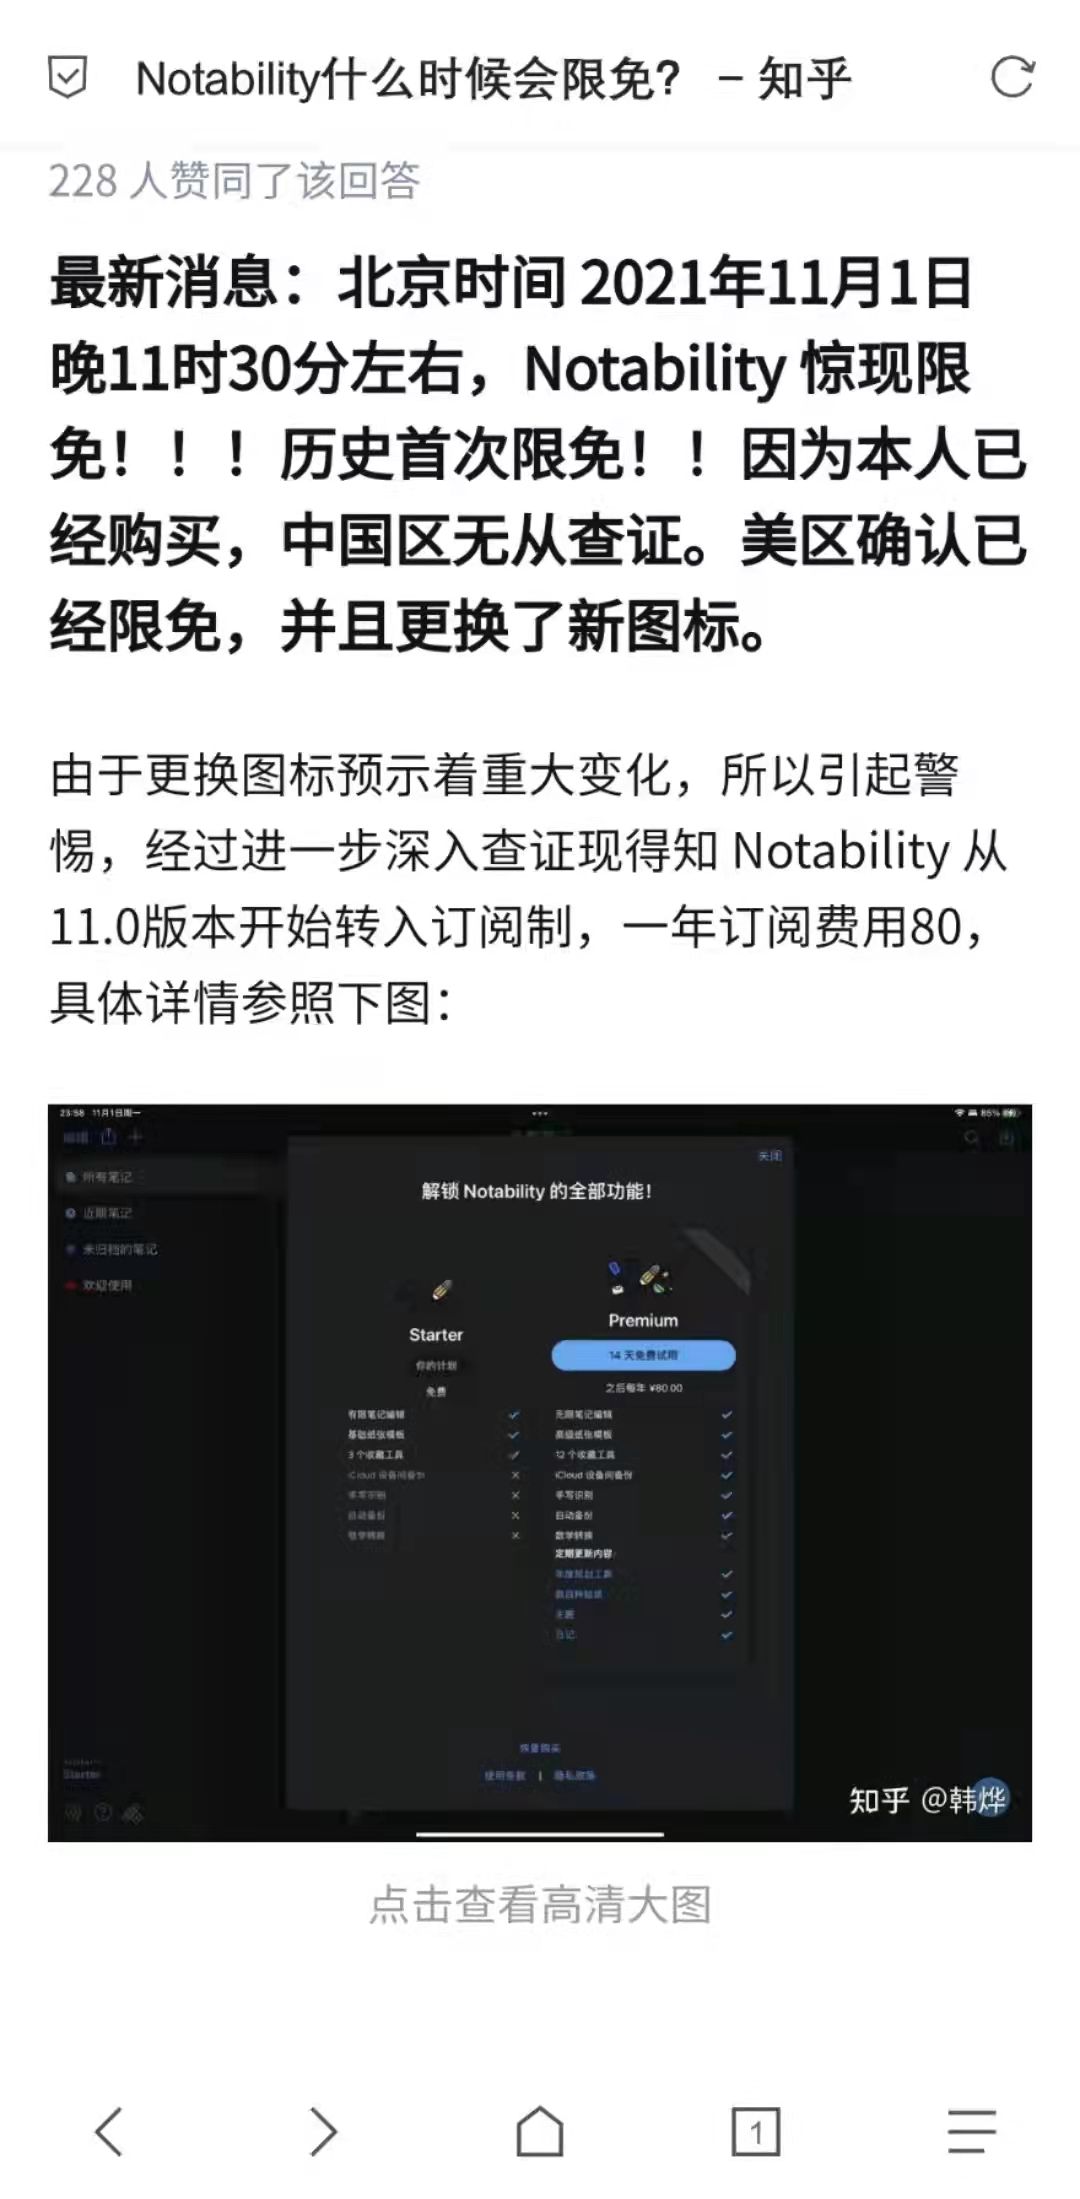 Notability什么时候会限免? - 知乎
228 人赞同了该回答
最新消息：北京时间 2021年11月1日
晚11时30分左右，Notability 惊现限
免！！！历史首次限免！！因为本人已
经购买，中国区无从查证。美区确认已
经限免，并且更换了新图标。
由于更换图标预示着重大变化，所以引起警
惕，经过进一步深入查证现得知 Notability 从
11.0版本开始转入订阅制，一年订阅费用80，
具体详情参照下图：
23:58 11月1日周一
85%
编辑
关闭
所有笔记
近期笔记
未归档的笔记
欢迎使用
解锁 Notability 的全部功能！
Starter
你的计划
免费
有限笔记编辑
基础纸张模板
3 个收藏工具
iCloud 设备间备份
手写识别
自动备份
数学转换
Premium
14 天免费试用
之后每年 ¥80.00
无限笔记编辑
高级纸张模板
12 个收藏工具
iCloud 设备间备份
手写识别
自动备份
数学转换
定期更新内容
主题
日记
恢复购买
使用条款 | 隐私政策
Starter
知乎 @韩烨
点击查看高清大图
1